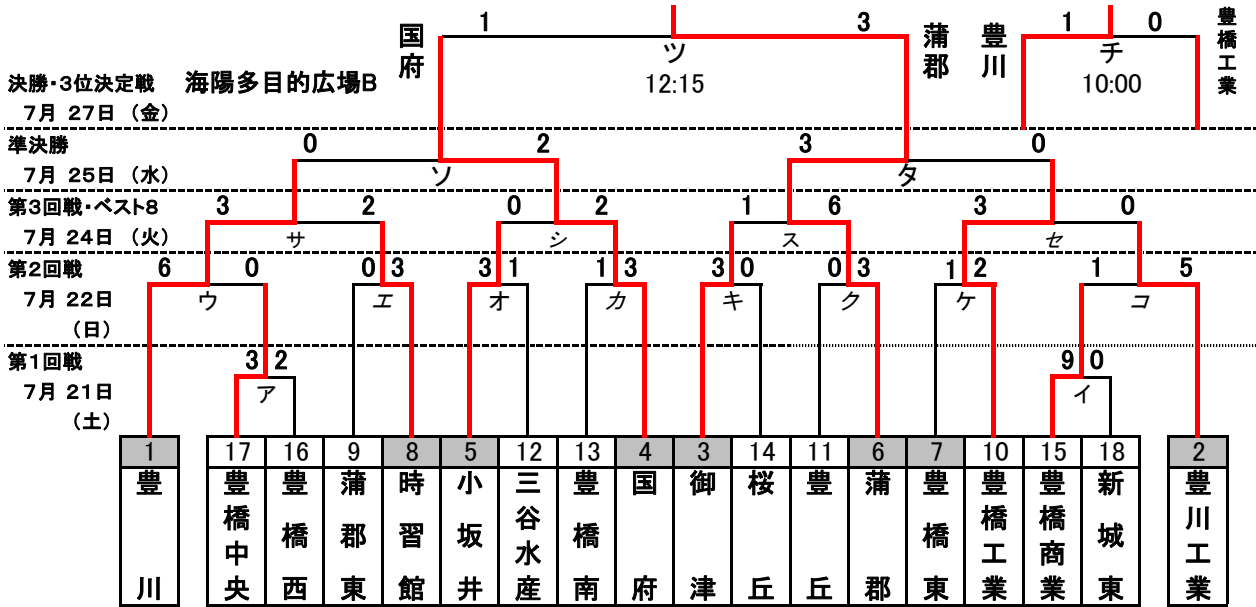 国府 1 ツ 3 蒲郡 豊川 1 チ 0 豊橋工業
決勝・3位決定戦 海陽多目的広場B 12:15 10:00
7月 27日 （金）
準決勝 0 2 3 0
7月 25日 （水） ソ タ
第3回戦・ベスト8 3 2 0 2 1 6 3 0
7月 24日 （火） サ シ ス セ
第2回戦 6 0 0 3 3 1 1 3 3 0 0 3 1 2 1 5
7月 22日 ウ エ オ カ キ ク ケ コ
（日）
第1回戦 3 2 9 0
7月 21日 ア イ
（土）
1 17 16 9 8 5 12 13 4 3 14 11 6 7 10 15 18 2
豊川 豊橋中央 豊橋西 蒲郡東 時習館 小坂井 三谷水産 豊橋南 国府 御津 桜丘 豊丘 蒲郡 豊橋東 豊橋工業 豊橋商業 新城東 豊川工業